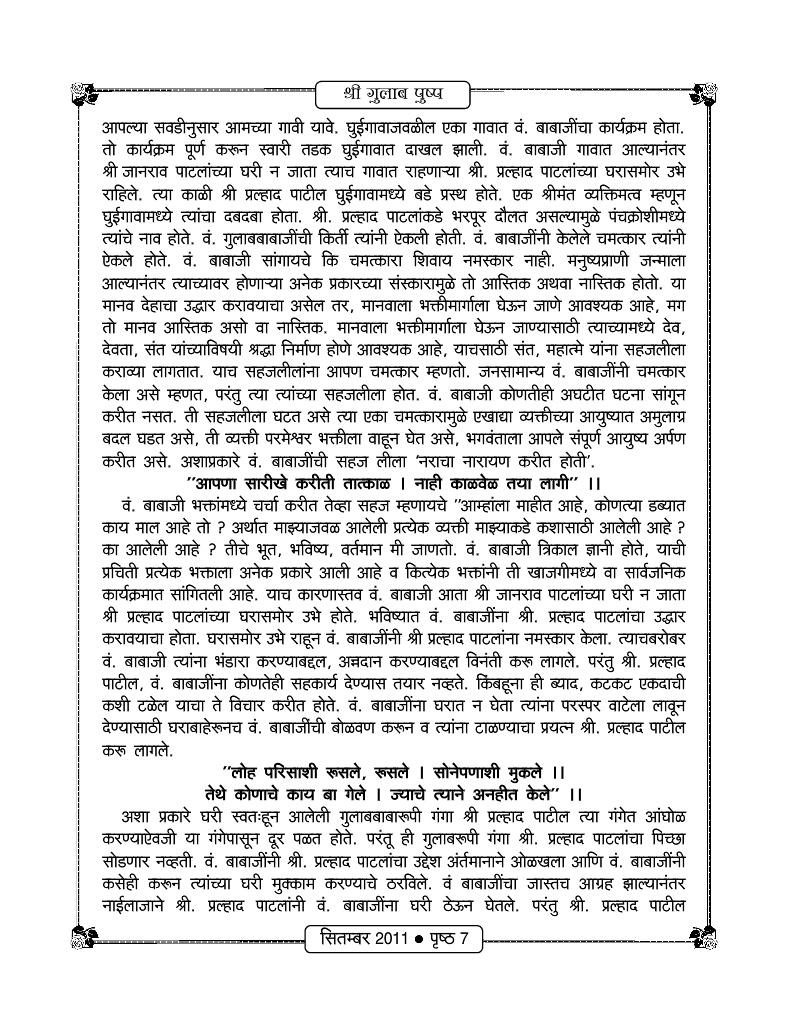 श्री गुलाब पुष्प
आपल्या सवडीनुसार आमच्या गावी यावे. घुईगावाजवळील एका गावात वं. बाबाजींचा कार्यक्रम होता.
तो कार्यक्रम पूर्ण करून स्वारी तडक घुईगावात दाखल झाली. वं. बाबाजी गावात आल्यानंतर
श्री जानराव पाटलांच्या घरी न जाता त्याच गावात राहणाऱ्या श्री. प्रल्हाद पाटलांच्या घरासमोर उभे
राहिले. त्या काळी श्री प्रल्हाद पाटील घुईगावामध्ये बडे प्रस्थ होते. एक श्रीमंत व्यक्तिमत्व म्हणून
घुईगावामध्ये त्यांचा दबदबा होता. श्री. प्रल्हाद पाटलांकडे भरपूर दौलत असल्यामुळे पंचक्रोशीमध्ये
त्यांचे नाव होते. वं. गुलाबबाबाजींची किर्ती त्यांनी ऐकली होती. वं. बाबाजींनी केलेले चमत्कार त्यांनी
ऐकले होते. वं. बाबाजी सांगायचे कि चमत्कारा शिवाय नमस्कार नाही. मनुष्यप्राणी जन्माला
आल्यानंतर त्याच्यावर होणाऱ्या अनेक प्रकारच्या संस्कारामुळे तो आस्तिक अथवा नास्तिक होतो. या
मानव देहाचा उद्धार करावयाचा असेल तर, मानवाला भक्तीमार्गाला घेऊन जाणे आवश्यक आहे, मग
तो मानव आस्तिक असो वा नास्तिक. मानवाला भक्तीमार्गाला घेऊन जाण्यासाठी त्याच्यामध्ये देव,
देवता, संत यांच्याविषयी श्रद्धा निर्माण होणे आवश्यक आहे, याचसाठी संत, महात्मे यांना सहजलीला
कराव्या लागतात. याच सहजलीलांना आपण चमत्कार म्हणतो. जनसामान्य वं. बाबाजींनी चमत्कार
केला असे म्हणत, परंतु त्या त्यांच्या सहजलीला होत. वं. बाबाजी कोणतीही अघटीत घटना सांगून
करीत नसत. ती सहजलीला घटत असे त्या एका चमत्कारामुळे एखाद्या व्यक्तीच्या आयुष्यात अमुलाग्र
बदल घडत असे, ती व्यक्ती परमेश्वर भक्तीला वाहून घेत असे, भगवंताला आपले संपूर्ण आयुष्य अर्पण
करीत असे. अशाप्रकारे वं. बाबाजींची सहज लीला 'नराचा नारायण करीत होती'.
"आपणा सारीखे करीती तात्काळ । नाही काळवेळ तया लागी" ।।
वं. बाबाजी भक्तांमध्ये चर्चा करीत तेव्हा सहज म्हणायचे "आम्हांला माहीत आहे, कोणत्या डब्यात
काय माल आहे तो ? अर्थात माझ्याजवळ आलेली प्रत्येक व्यक्ती माझ्याकडे कशासाठी आलेली आहे ?
का आलेली आहे ? तीचे भूत, भविष्य, वर्तमान मी जाणतो. वं. बाबाजी त्रिकाल ज्ञानी होते, याची
प्रचिती प्रत्येक भक्ताला अनेक प्रकारे आली आहे व कित्येक भक्तांनी ती खाजगीमध्ये वा सार्वजनिक
कार्यक्रमात सांगितली आहे. याच कारणास्तव वं. बाबाजी आता श्री जानराव पाटलांच्या घरी न जाता
श्री प्रल्हाद पाटलांच्या घरासमोर उभे होते. भविष्यात वं. बाबाजींना श्री. प्रल्हाद पाटलांचा उद्धार
करावयाचा होता. घरासमोर उभे राहून वं. बाबाजींनी श्री प्रल्हाद पाटलांना नमस्कार केला. त्याचबरोबर
वं. बाबाजी त्यांना भंडारा करण्याबद्दल, अन्नदान करण्याबद्दल विनंती करू लागले. परंतु श्री. प्रल्हाद
पाटील, वं. बाबाजींना कोणतेही सहकार्य देण्यास तयार नव्हते. किंबहूना ही ब्याद, कटकट एकदाची
कशी टळेल याचा ते विचार करीत होते. वं. बाबाजींना घरात न घेता त्यांना परस्पर वाटेला लावून
देण्यासाठी घराबाहेरूनच वं. बाबाजींची बोळवण करून व त्यांना टाळण्याचा प्रयत्न श्री. प्रल्हाद पाटील
करू लागले.
"लोह परिसाशी रूसले, रूसले । सोनेपणाशी मुकले ।।
तेथे कोणाचे काय बा गेले । ज्याचे त्याने अनहीत केले" ।।
अशा प्रकारे घरी स्वतःहून आलेली गुलाबबाबारूपी गंगा श्री प्रल्हाद पाटील त्या गंगेत आंघोळ
करण्याऐवजी या गंगेपासून दूर पळत होते. परंतू ही गुलाबरूपी गंगा श्री. प्रल्हाद पाटलांचा पिच्छा
सोडणार नव्हती. वं. बाबाजींनी श्री. प्रल्हाद पाटलांचा उद्देश अंर्तमानाने ओळखला आणि वं. बाबाजींनी
कसेही करून त्यांच्या घरी मुक्काम करण्याचे ठरविले. वं बाबाजींचा जास्तच आग्रह झाल्यानंतर
नाईलाजाने श्री. प्रल्हाद पाटलांनी वं. बाबाजींना घरी ठेऊन घेतले. परंतु श्री. प्रल्हाद पाटील
सितम्बर 2011 ● पृष्ठ 7